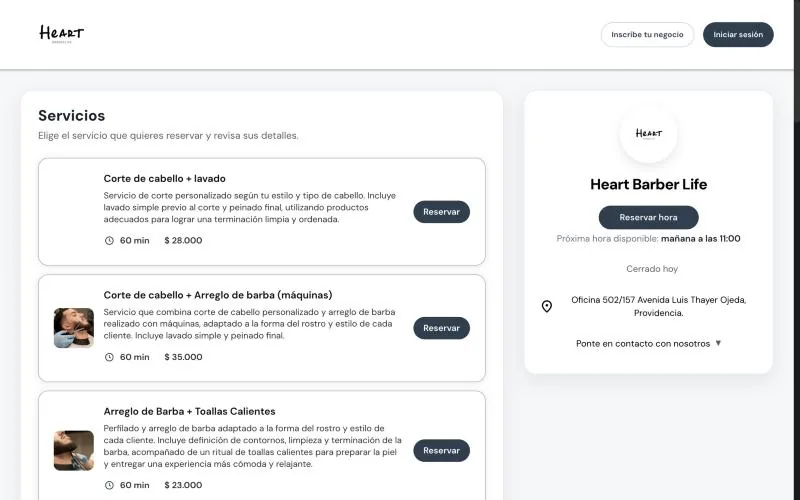 Heart
Inscribe tu negocio
Iniciar sesión
Servicios
Elige el servicio que quieres reservar y revisa sus detalles.
Corte de cabello + lavado
Servicio de corte personalizado según tu estilo y tipo de cabello. Incluye
lavado simple previo al corte y peinado final, utilizando productos
adecuados para lograr una terminación limpia y ordenada.
60 min $ 28.000
Reservar
Corte de cabello + Arreglo de barba (máquinas)
Servicio que combina corte de cabello personalizado y arreglo de barba
realizado con máquinas, adaptado a la forma del rostro y estilo de cada
cliente. Incluye lavado simple y peinado final.
60 min $ 35.000
Reservar
Arreglo de Barba + Toallas Calientes
Perfilado y arreglo de barba adaptado a la forma del rostro y estilo de
cada cliente. Incluye definición de contornos, limpieza y terminación de la
barba, acompañado de un ritual de toallas calientes para preparar la piel
y entregar una experiencia más cómoda y relajante.
60 min $ 23.000
Reservar
Heart
Heart Barber Life
Reservar hora
Próxima hora disponible: mañana a las 11:00
Cerrado hoy
Oficina 502/157 Avenida Luis Thayer Ojeda,
Providencia.
Ponte en contacto con nosotros ▼